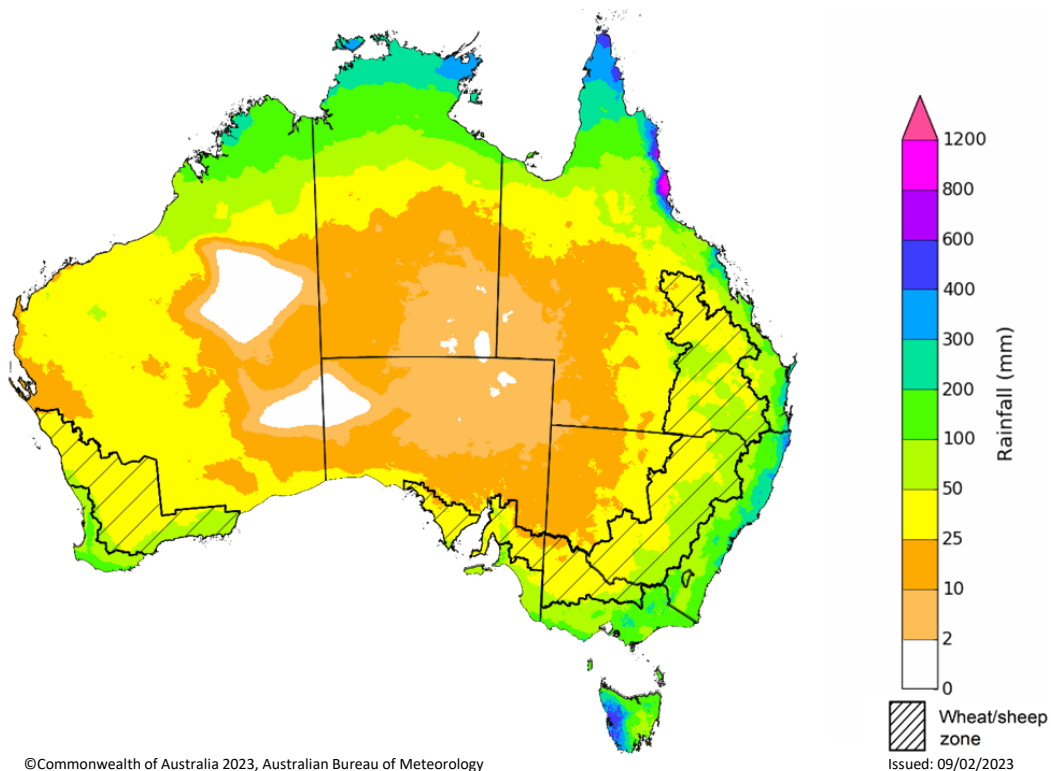 1200
800
600
400
300
200
100
50
25
10
2
0
Rainfall (mm)
Wheat/sheep
zone
©Commonwealth of Australia 2023, Australian Bureau of Meteorology
Issued: 09/02/2023